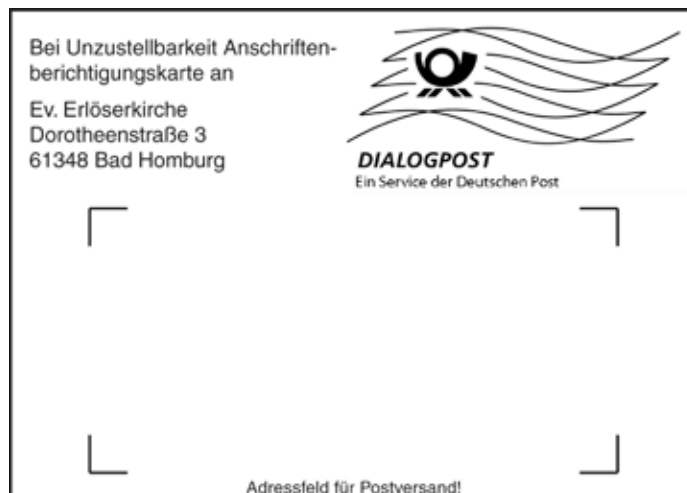 Bei Unzustellbarkeit Anschriften-
berichtigungskarte an
Ev. Erlöserkirche
Dorotheenstraße 3
61348 Bad Homburg
DIALOGPOST
Ein Service der Deutschen Post
Adressfeld für Postversand!